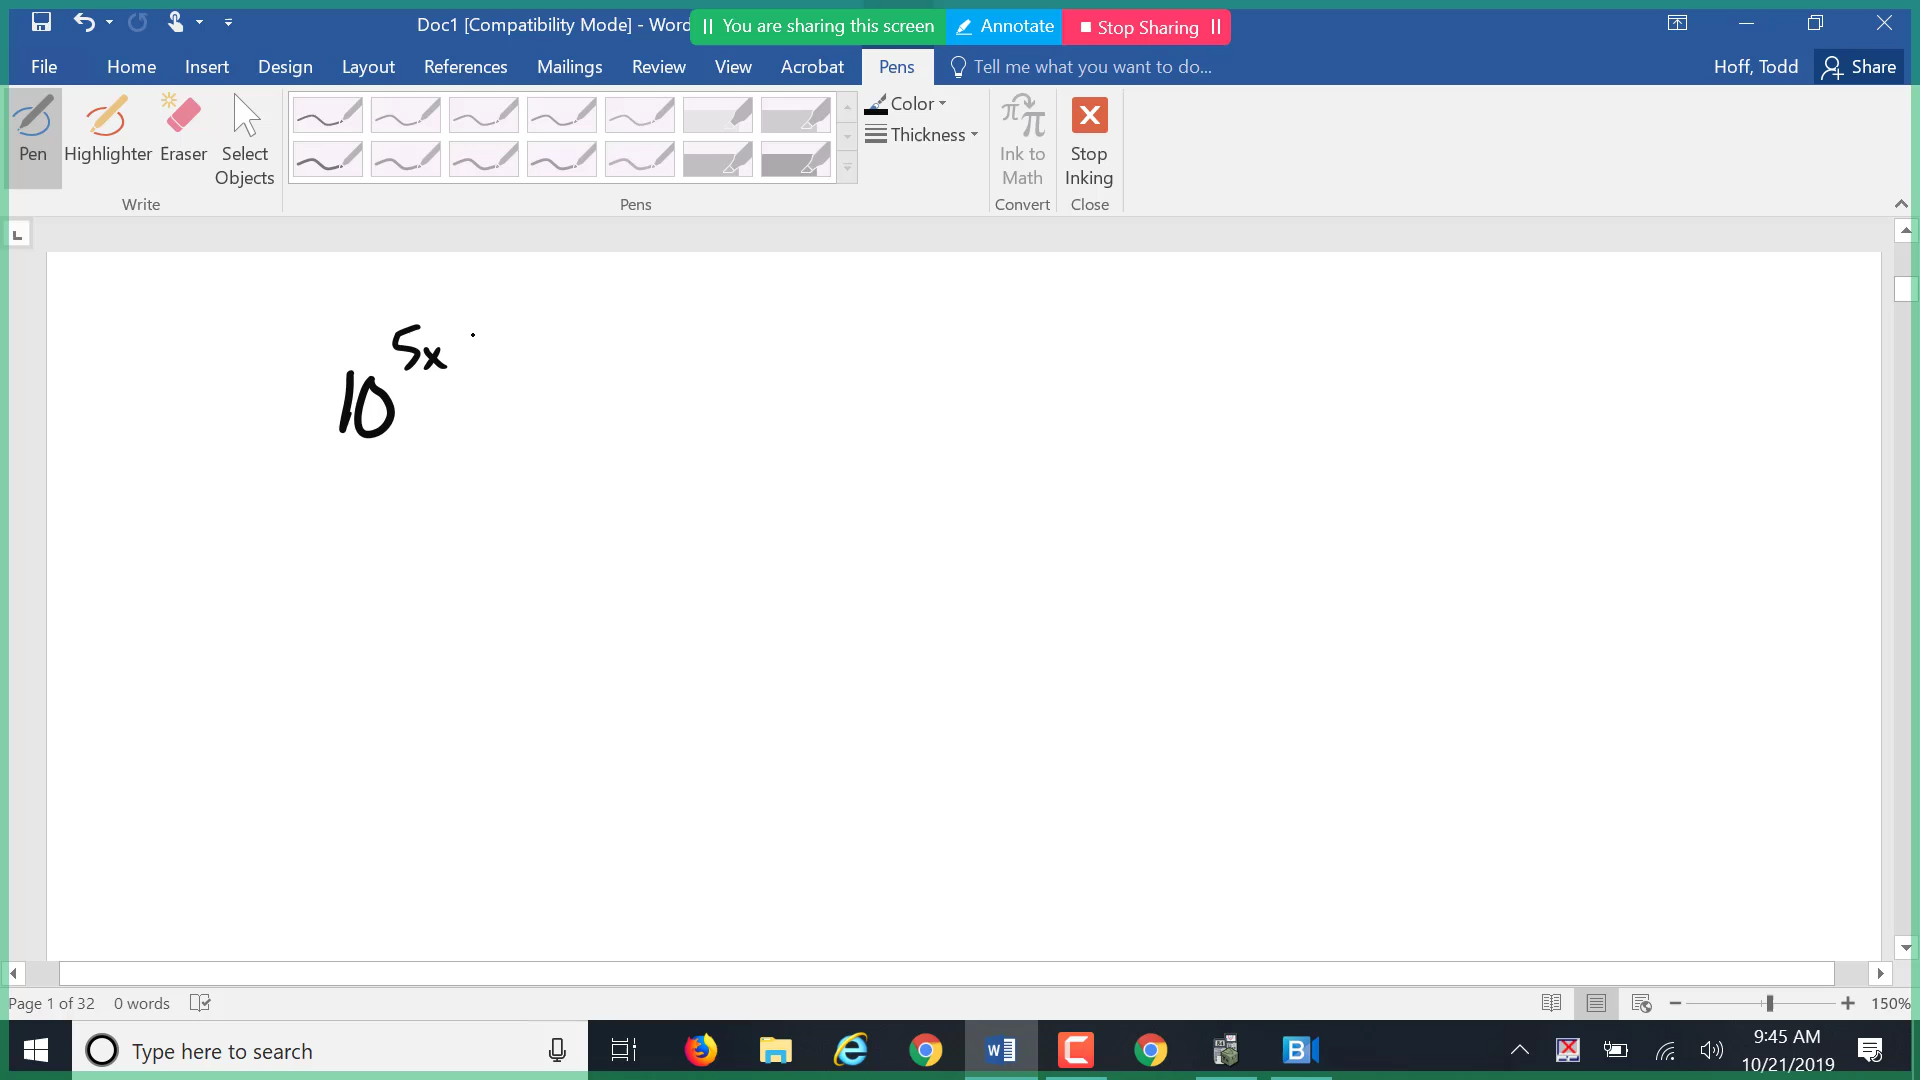 Doc1 [Compatibility Mode] - Word
You are sharing this screen
Annotate
Stop Sharing
File Home Insert Design Layout References Mailings Review View Acrobat Pens Tell me what you want to do... Hoff, Todd Share
Pen Highlighter Eraser Select Objects
Color
Thickness
Ink to Math
Stop Inking
Write Pens Convert Close
10^{5x}
Page 1 of 32 0 words 150%
Type here to search
9:45 AM
10/21/2019